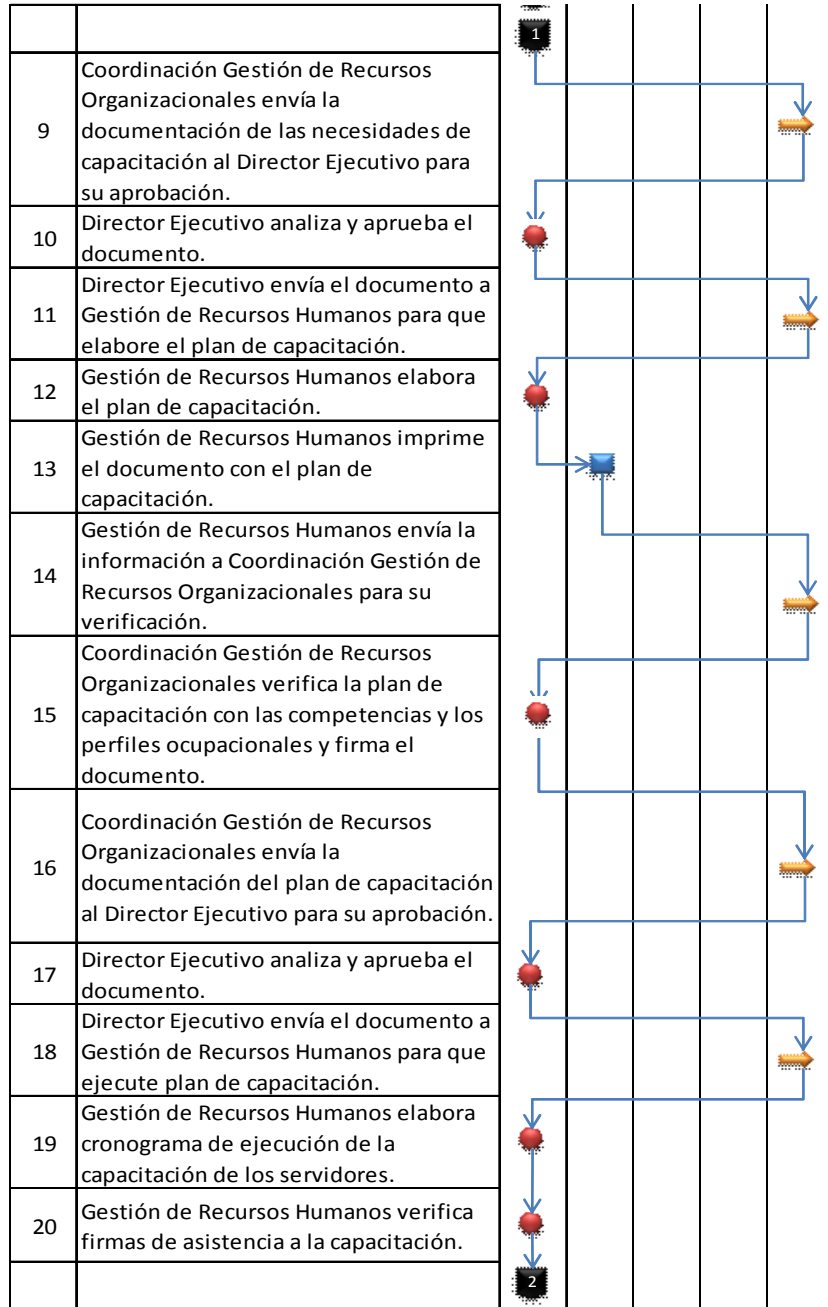 1
Coordinación Gestión de Recursos
Organizacionales envía la
9 documentación de las necesidades de
capacitación al Director Ejecutivo para
su aprobación.
10 Director Ejecutivo analiza y aprueba el
documento.
Director Ejecutivo envía el documento a
11 Gestión de Recursos Humanos para que
elabore el plan de capacitación.
12 Gestión de Recursos Humanos elabora
el plan de capacitación.
Gestión de Recursos Humanos imprime
13 el documento con el plan de
capacitación.
Gestión de Recursos Humanos envía la
14 información a Coordinación Gestión de
Recursos Organizacionales para su
verificación.
Coordinación Gestión de Recursos
Organizacionales verifica la plan de
15 capacitación con las competencias y los
perfiles ocupacionales y firma el
documento.
Coordinación Gestión de Recursos
Organizacionales envía la
16 documentación del plan de capacitación
al Director Ejecutivo para su aprobación.
17 Director Ejecutivo analiza y aprueba el
documento.
Director Ejecutivo envía el documento a
18 Gestión de Recursos Humanos para que
ejecute plan de capacitación.
Gestión de Recursos Humanos elabora
19 cronograma de ejecución de la
capacitación de los servidores.
20 Gestión de Recursos Humanos verifica
firmas de asistencia a la capacitación.
2